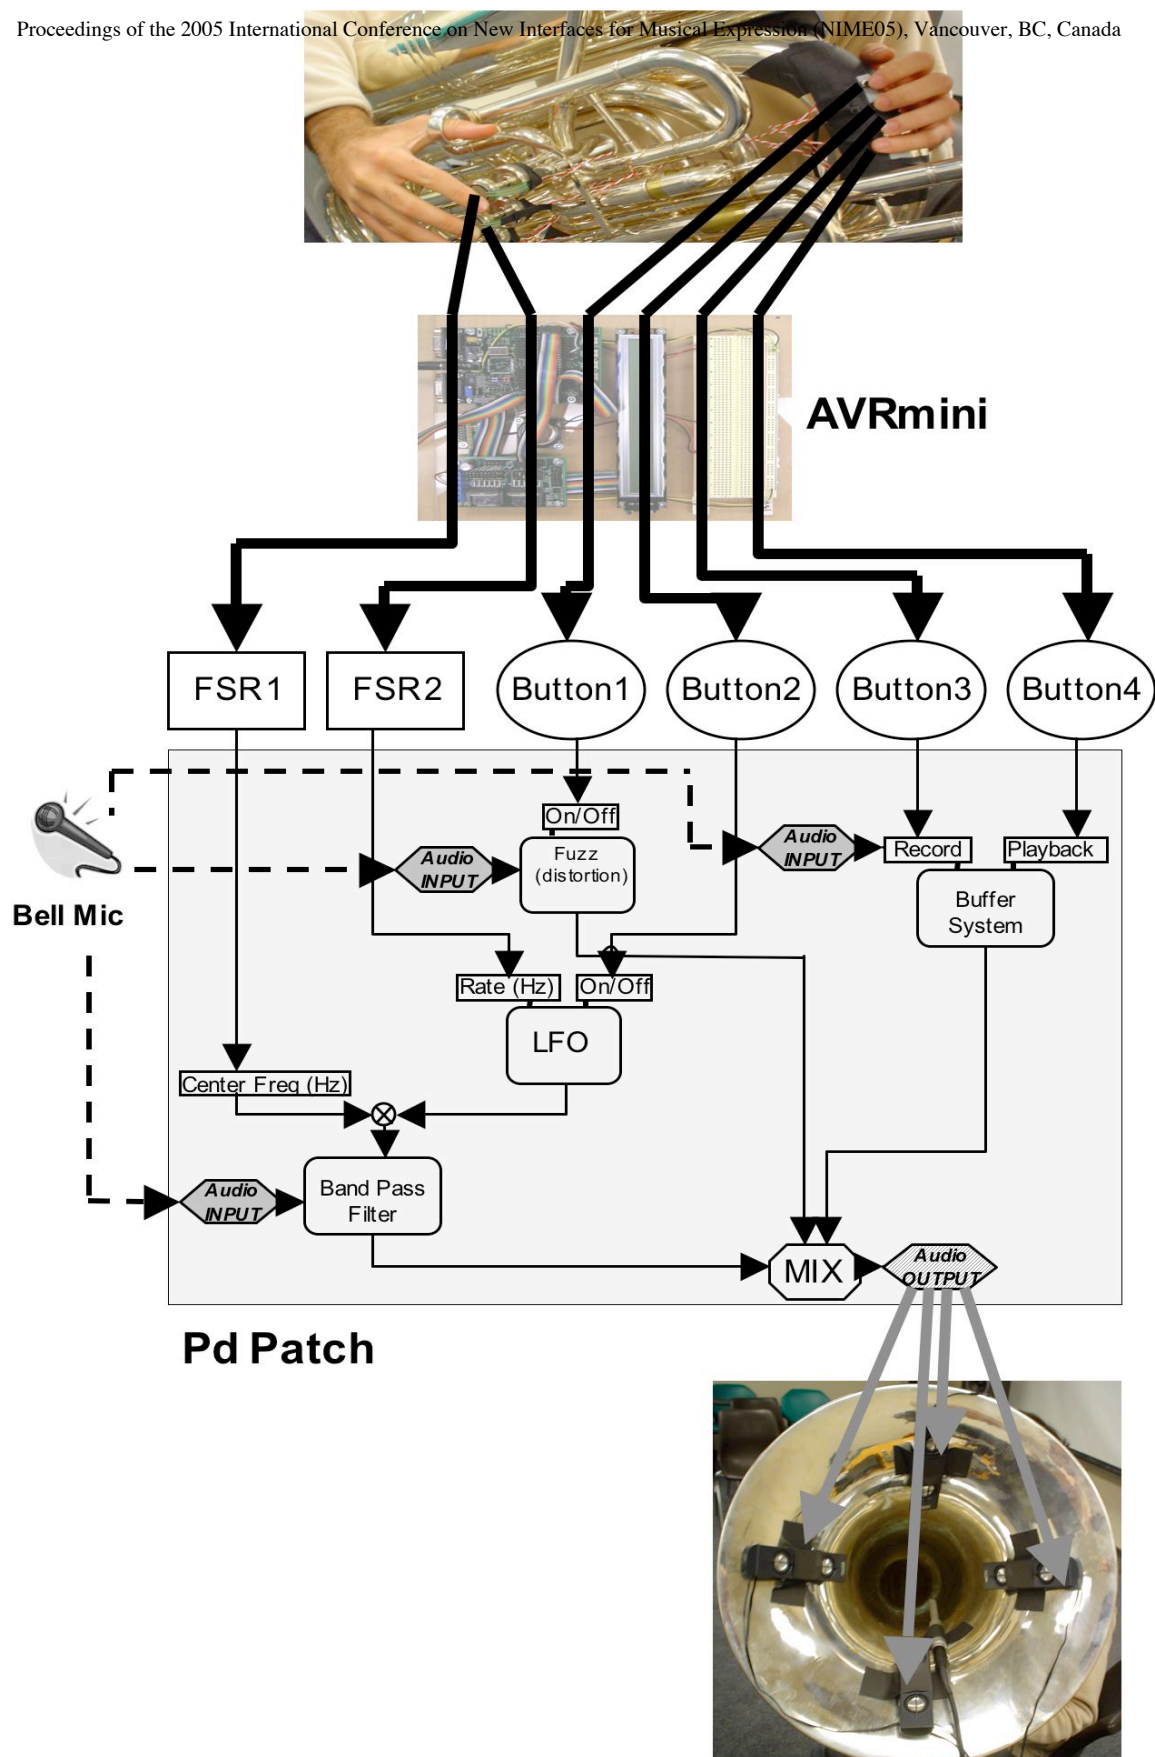 Proceedings of the 2005 International Conference on New Interfaces for Musical Expression (NIME05), Vancouver, BC, Canada
AVRmini
FSR1
FSR2
Button1
Button2
Button3
Button4
On/Off
Audio
INPUT
Fuzz
(distortion)
Audio
INPUT
Record
Playback
Buffer
System
Bell Mic
Rate (Hz)
On/Off
LFO
Center Freq (Hz)
Audio
INPUT
Band Pass
Filter
MIX
Audio
OUTPUT
Pd Patch